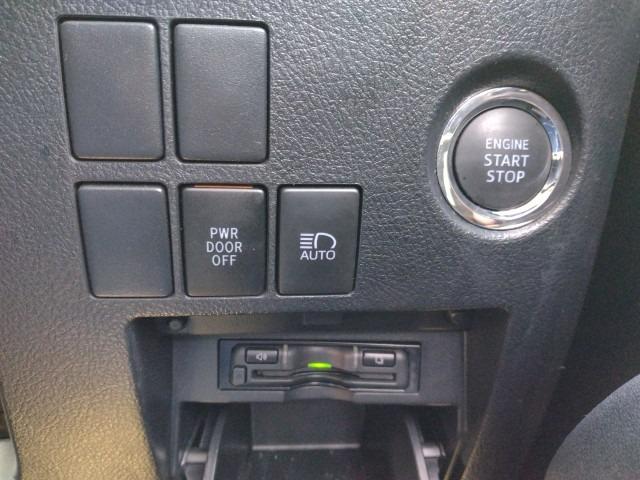 ENGINE
START
STOP
PWR
DOOR
OFF
AUTO